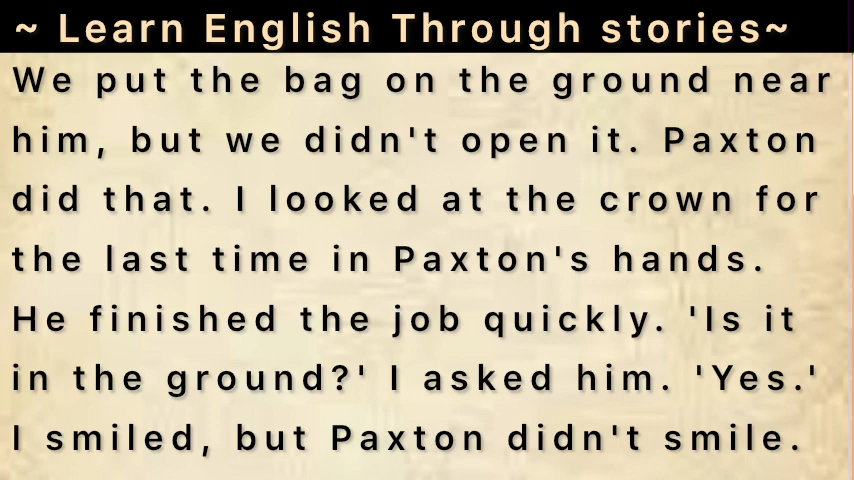 ~ Learn English Through stories~
We put the bag on the ground near
him, but we didn't open it. Paxton
did that. I looked at the crown for
the last time in Paxton's hands.
He finished the job quickly. 'Is it
in the ground?' I asked him. 'Yes.'
I smiled, but Paxton didn't smile.